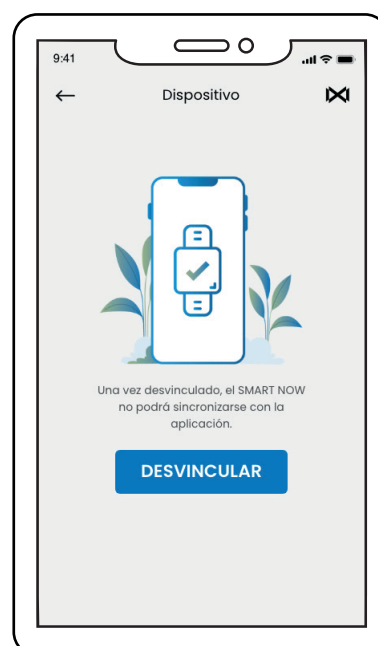 9:41
Dispositivo
Una vez desvinculado, el SMART NOW
no podrá sincronizarse con la
aplicación.
DESVINCULAR